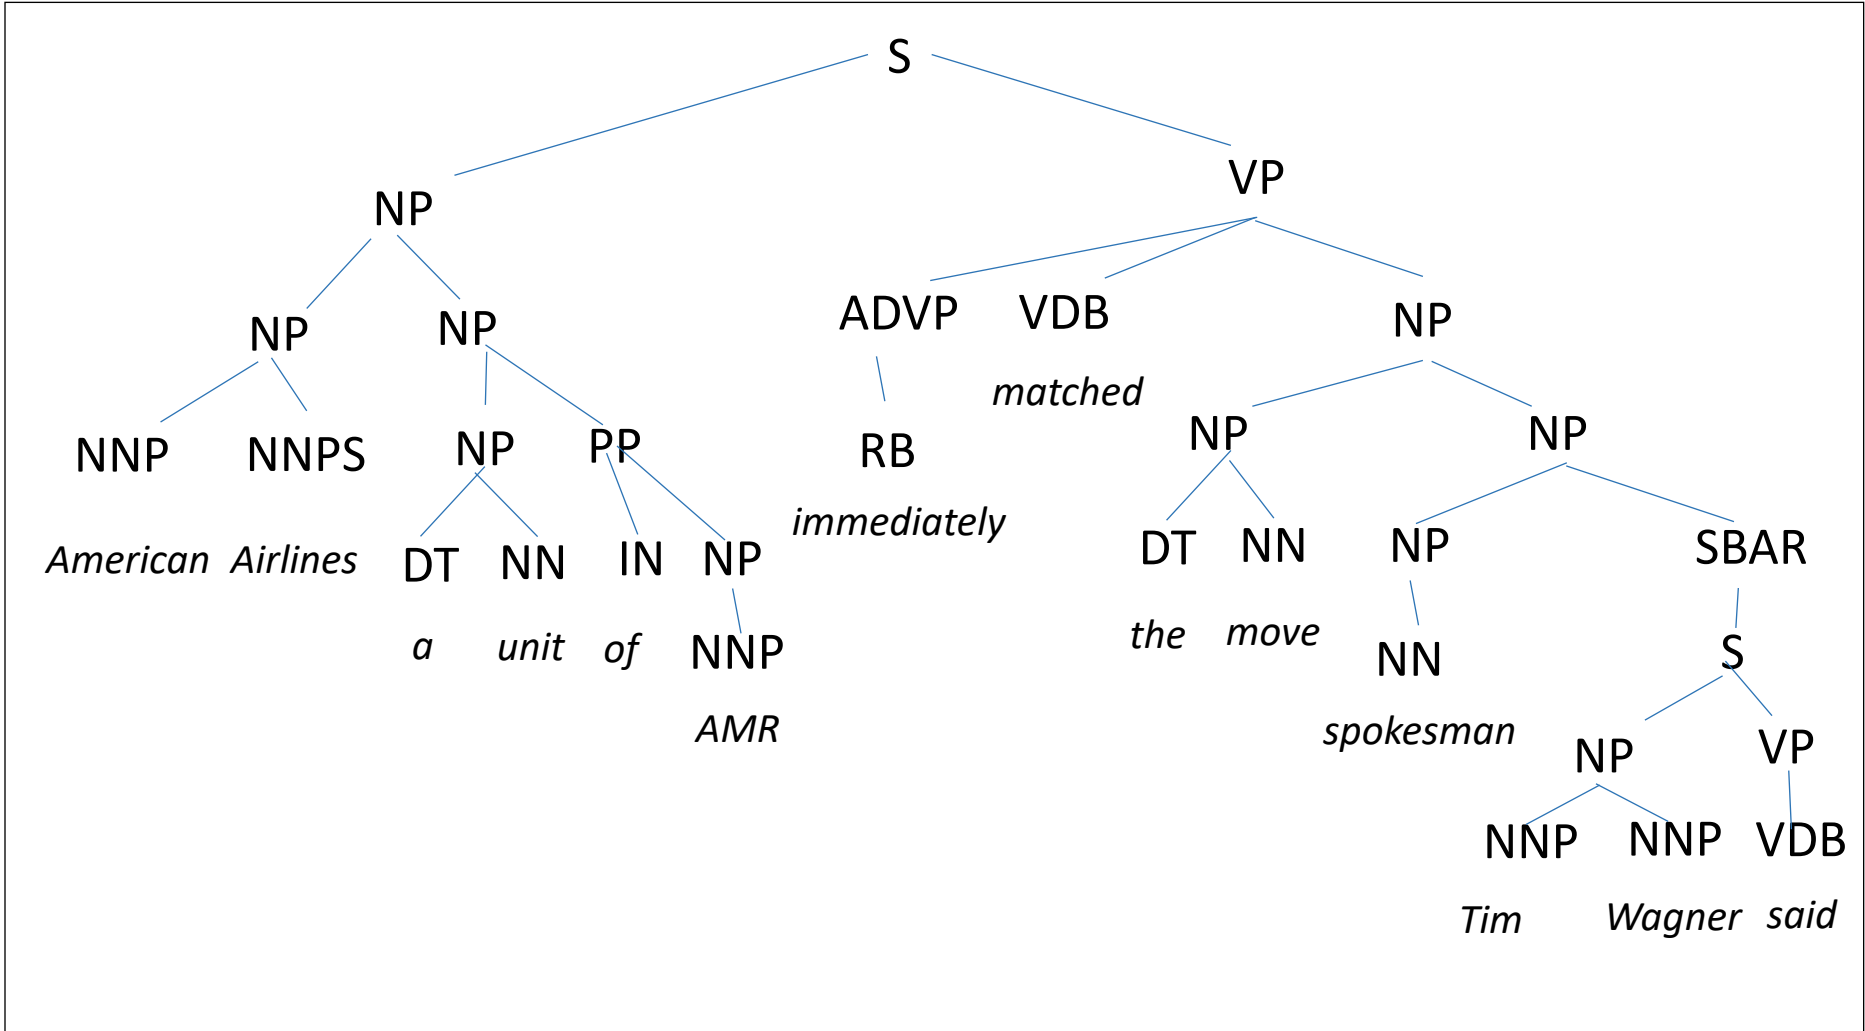 S
NP VP
NP NP ADVP VDB NP
matched
NNP NNPS NP PP RB NP NP
American Airlines DT NN IN NP immediately DT NN NP SBAR
a unit of NNP the move NN S
AMR spokesman NP VP
NNP NNP VDB
Tim Wagner said